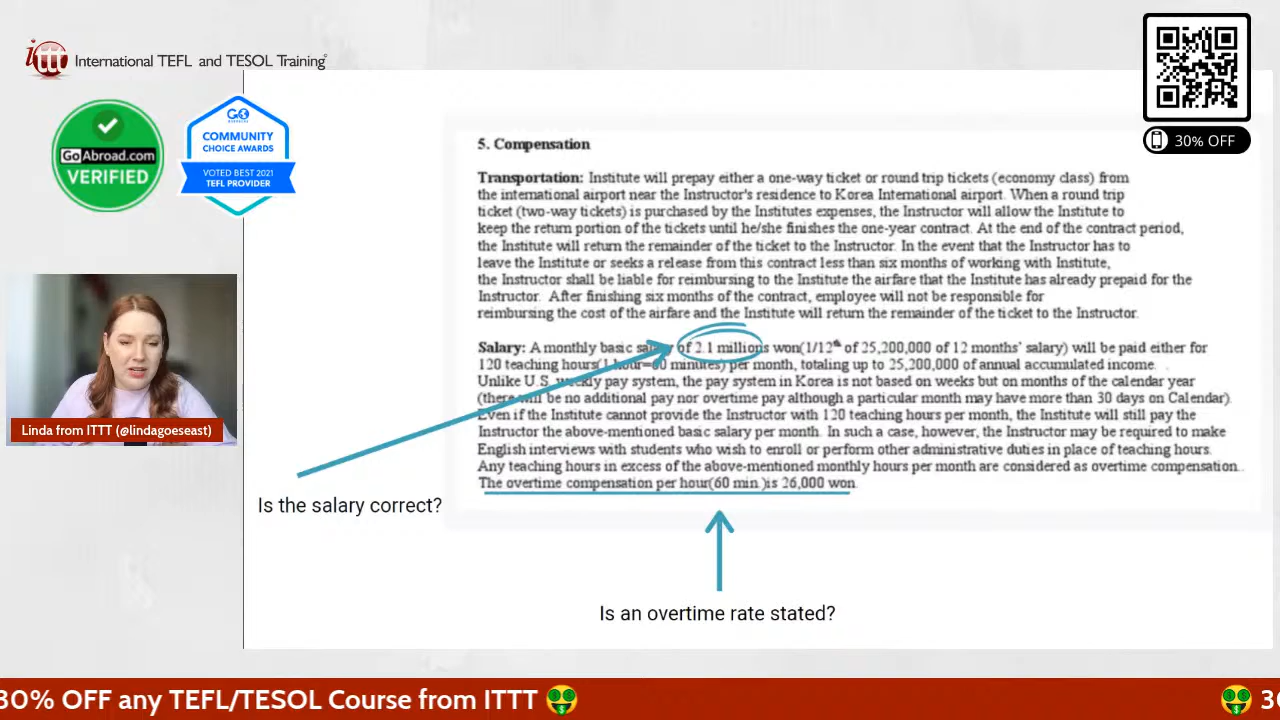 ittt International TEFL and TESOL Training
GoAbroad.com
VERIFIED
GO
COMMUNITY
CHOICE AWARDS
VOTED BEST 2021
TEFL PROVIDER
30% OFF
5. Compensation
Transportation: Institute will prepay either a one-way ticket or round trip tickets (economy class) from
the international airport near the Instructor's residence to Korea International airport. When a round trip
ticket (two-way tickets) is purchased by the Institutes expenses, the Instructor will allow the Institute to
keep the return portion of the tickets until he/she finishes the one-year contract. At the end of the contract period,
the Institute will return the remainder of the ticket to the Instructor. In the event that the Instructor has to
leave the Institute or seeks a release from this contract less than six months of working with Institute,
the Instructor shall be liable for reimbursing to the Institute the airfare that the Institute has already prepaid for the
Instructor. After finishing six months of the contract, employee will not be responsible for
reimbursing the cost of the airfare and the Institute will return the remainder of the ticket to the Instructor.
Salary: A monthly basic salary of 2.1 millions won(1/12th of 25,200,000 of 12 months' salary) will be paid either for
120 teaching hours(1 hour=60 minutes) per month, totaling up to 25,200,000 of annual accumulated income.
Unlike U.S. weekly pay system, the pay system in Korea is not based on weeks but on months of the calendar year
(there will be no additional pay nor overtime pay although a particular month may have more than 30 days on Calendar).
Even if the Institute cannot provide the Instructor with 120 teaching hours per month, the Institute will still pay the
Instructor the above-mentioned basic salary per month. In such a case, however, the Instructor may be required to make
English interviews with students who wish to enroll or perform other administrative duties in place of teaching hours.
Any teaching hours in excess of the above-mentioned monthly hours per month are considered as overtime compensation.
The overtime compensation per hour(60 min.)is 26,000 won.
Is the salary correct?
Is an overtime rate stated?
Linda from ITTT (@lindagoeseast)
30% OFF any TEFL/TESOL Course from ITTT 🤑
🤑 30